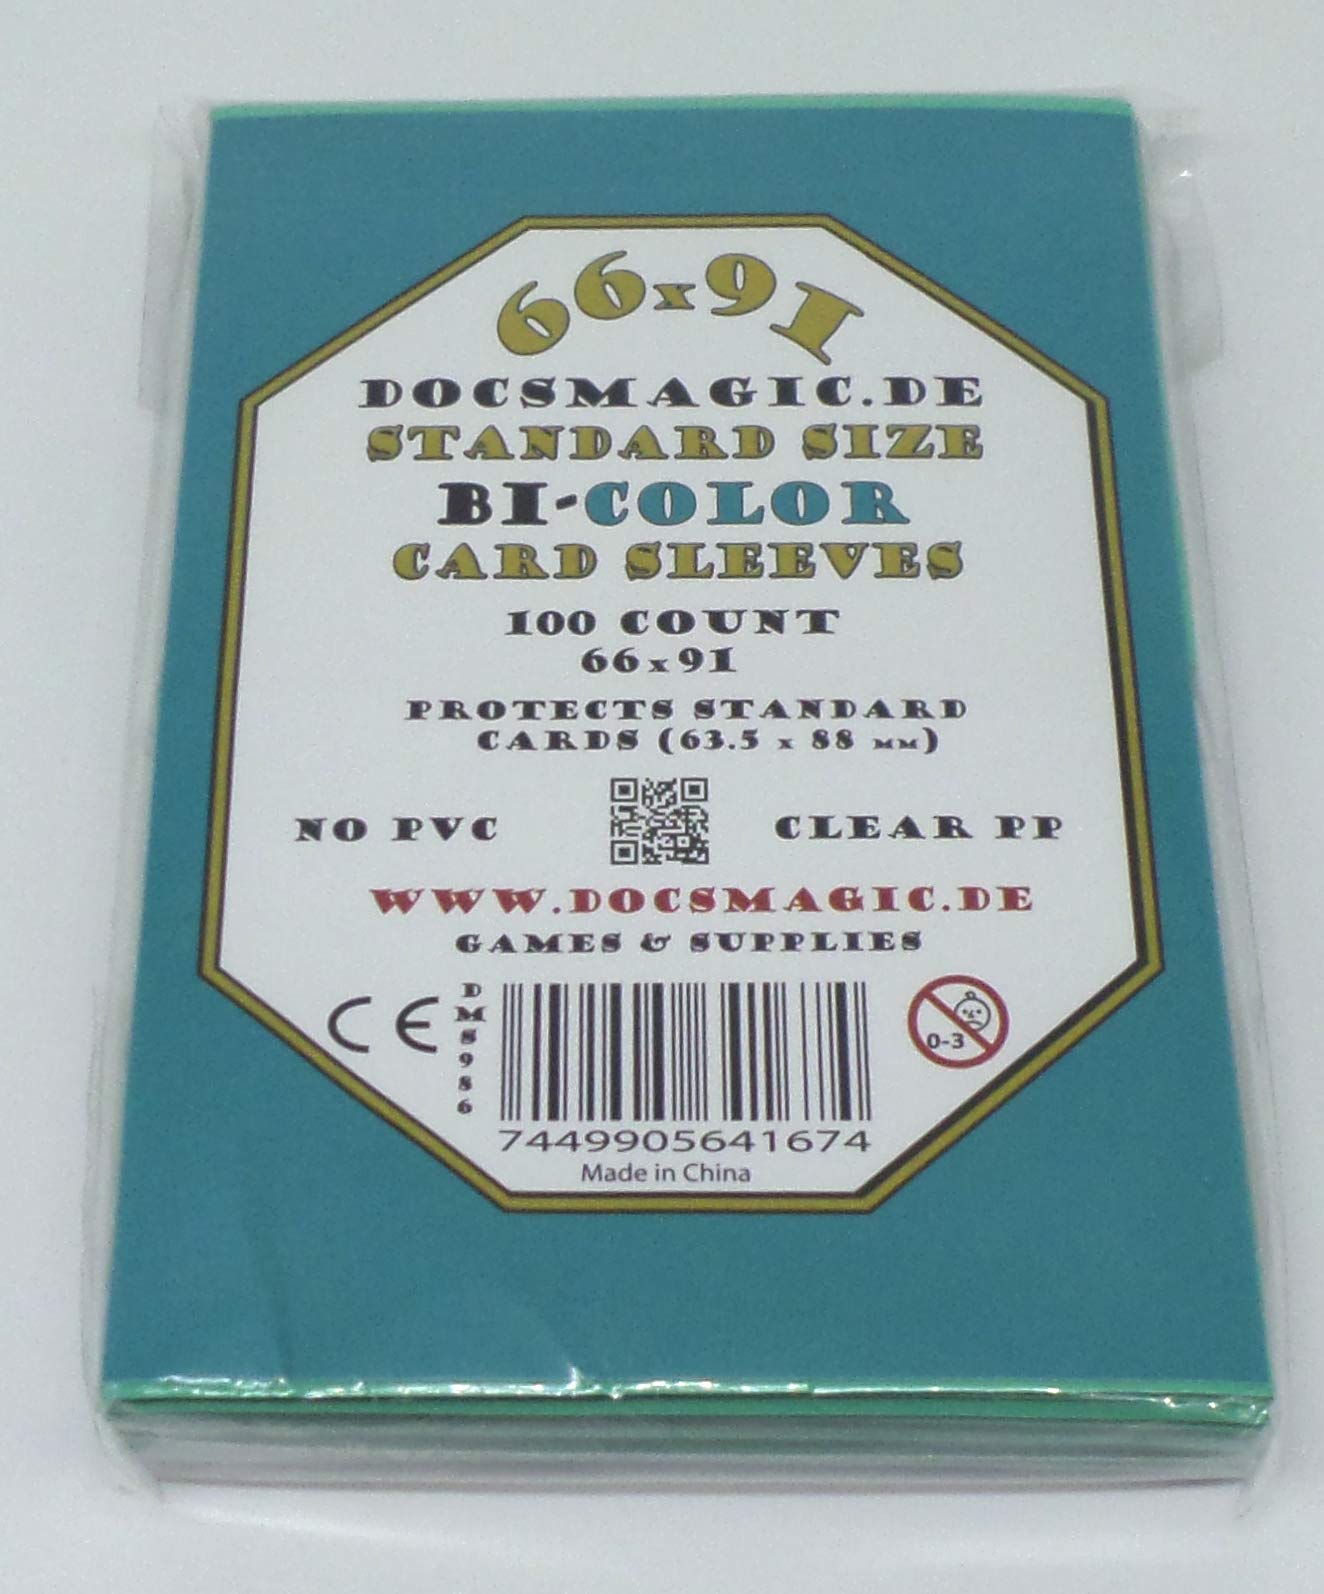 66x91
DOCSMAGIC.DE
STANDARD SIZE
BI-COLOR
CARD SLEEVES
100 COUNT
66x91
PROTECTS STANDARD
CARDS (63.5 x 88 MM)
NO PVC
CLEAR PP
WWW.DOCSMAGIC.DE
GAMES & SUPPLIES
CE
DMS986
0-3
7449905641674
Made in China